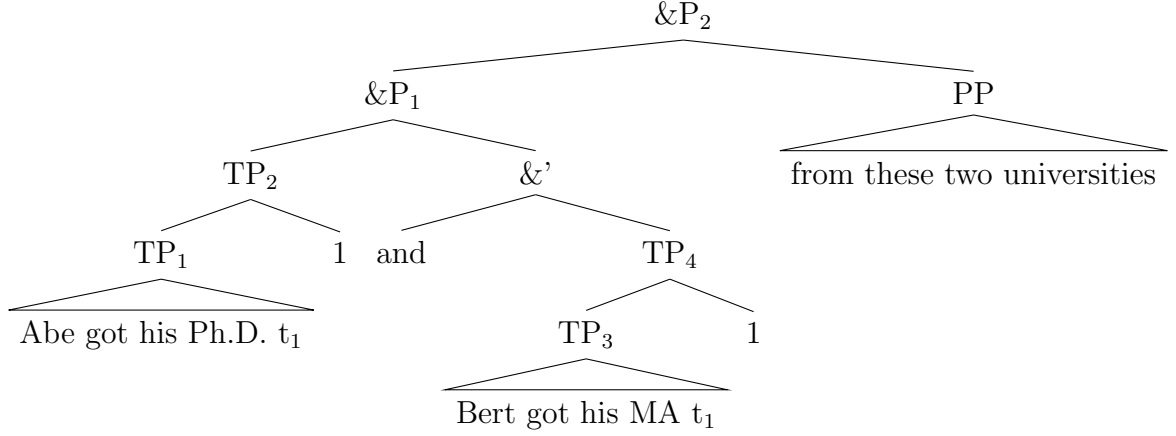 &P₂
&P₁ PP
TP₂ &’ from these two universities
TP₁ 1 and TP₄
Abe got his Ph.D. t₁ TP₃ 1
Bert got his MA t₁